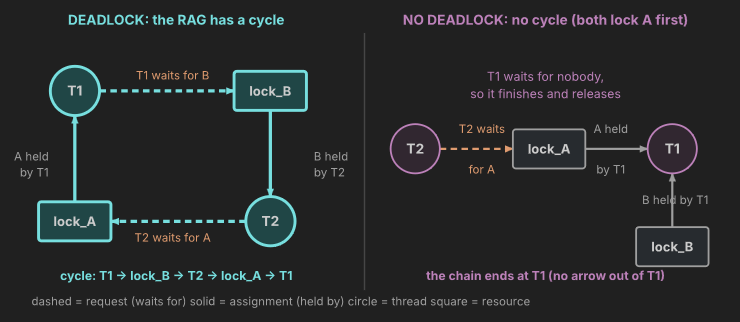 DEADLOCK: the RAG has a cycle
T1 waits for B
T1
lock_B
A held
by T1
B held
by T2
lock_A
T2
T2 waits for A
cycle: T1 → lock_B → T2 → lock_A → T1
NO DEADLOCK: no cycle (both lock A first)
T1 waits for nobody,
so it finishes and releases
T2 waits
for A
A held
by T1
T2
lock_A
T1
B held by T1
lock_B
the chain ends at T1 (no arrow out of T1)
dashed = request (waits for) solid = assignment (held by) circle = thread square = resource